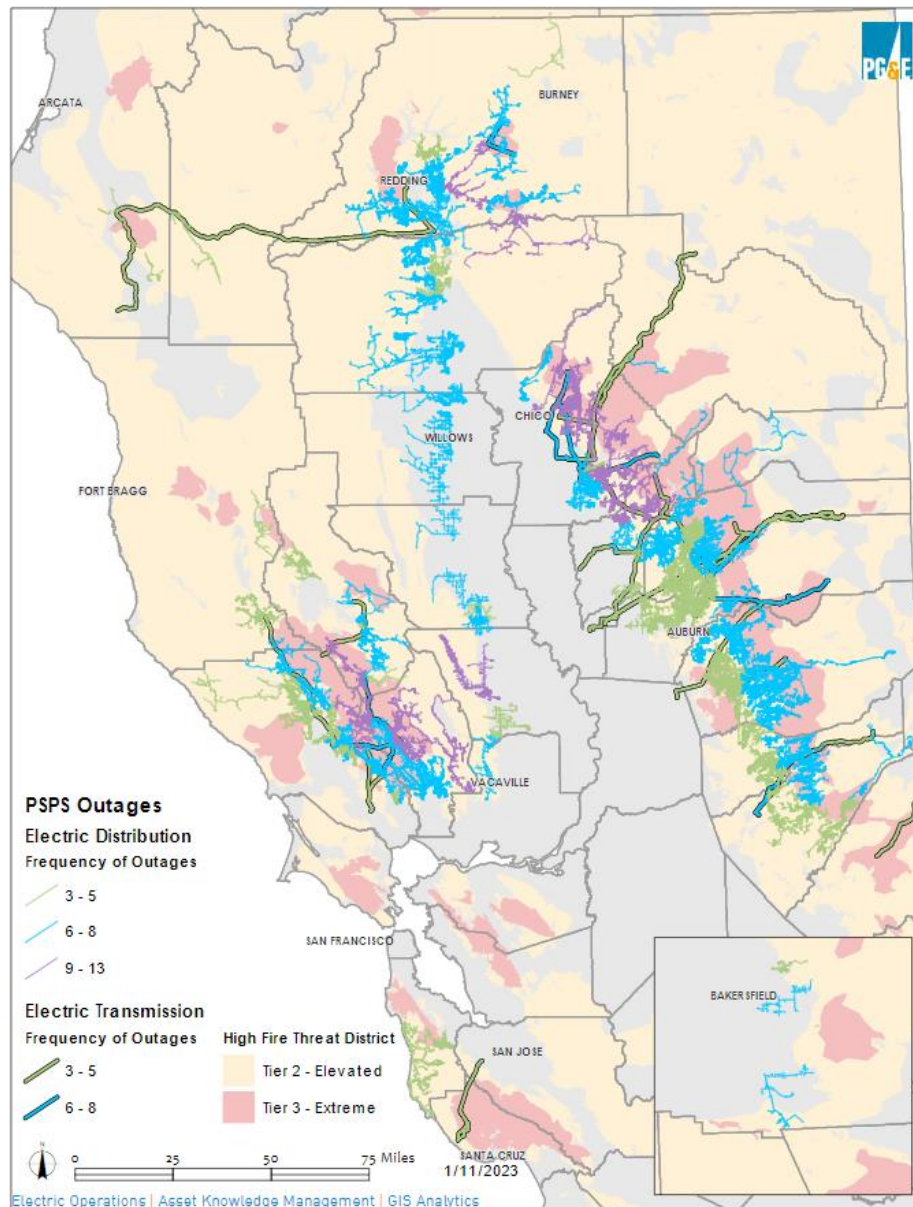 PG&E
ARCATA
BURNEY
REDDING
CHICO
WILLOWS
FORT BRAGG
AUBURN
VACAVILLE
PSPS Outages
Electric Distribution
Frequency of Outages
3 - 5
6 - 8
9 - 13
SAN FRANCISCO
BAKERSFIELD
Electric Transmission
Frequency of Outages
3 - 5
6 - 8
High Fire Threat District
Tier 2 - Elevated
Tier 3 - Extreme
SAN JOSE
SANTA CRUZ
N
0 25 50 75 Miles
1/11/2023
Electric Operations | Asset Knowledge Management | GIS Analytics